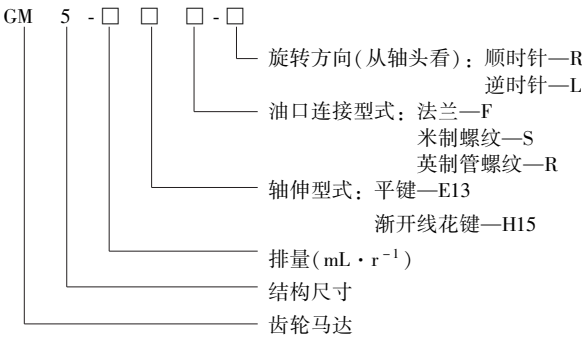 GM 5 -□ □ □-□
旋转方向(从轴头看)：顺时针—R
逆时针—L
油口连接型式：法兰—F
米制螺纹—S
英制管螺纹—R
轴伸型式：平键—E13
渐开线花键—H15
排量(mL·r⁻¹)
结构尺寸
齿轮马达